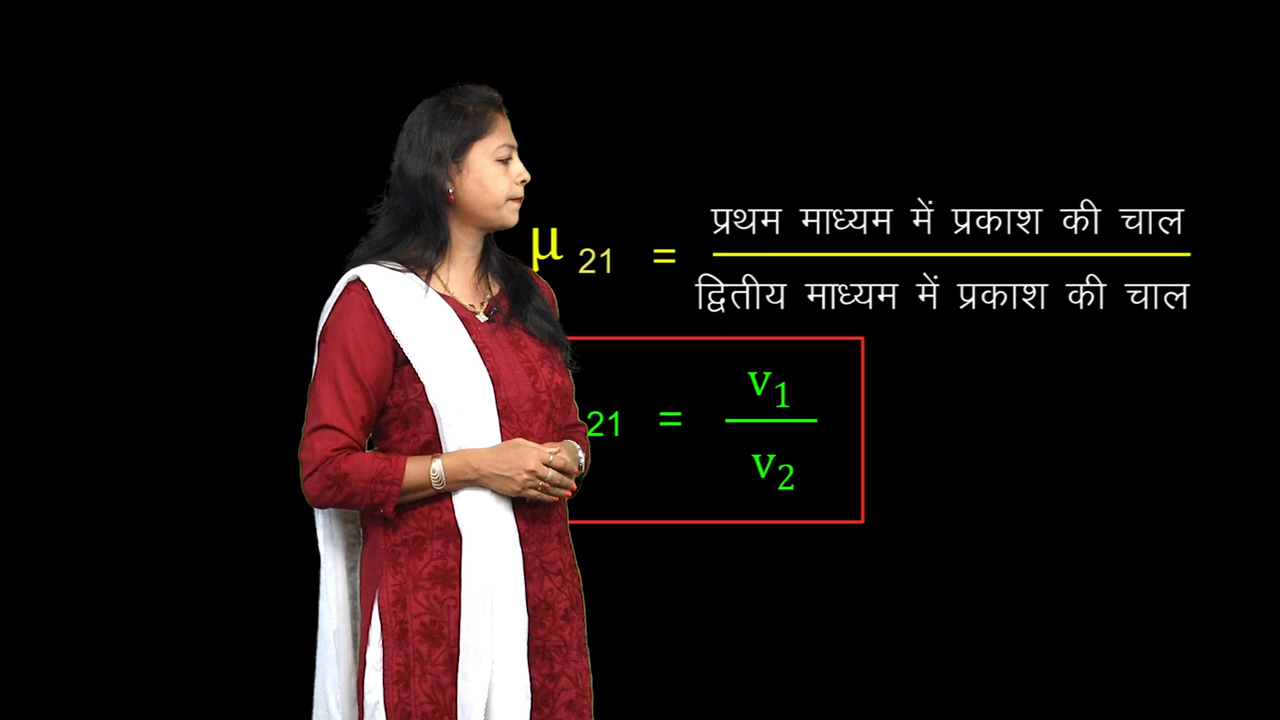 μ 21 = प्रथम माध्यम में प्रकाश की चाल
द्वितीय माध्यम में प्रकाश की चाल
21 = v₁
v₂